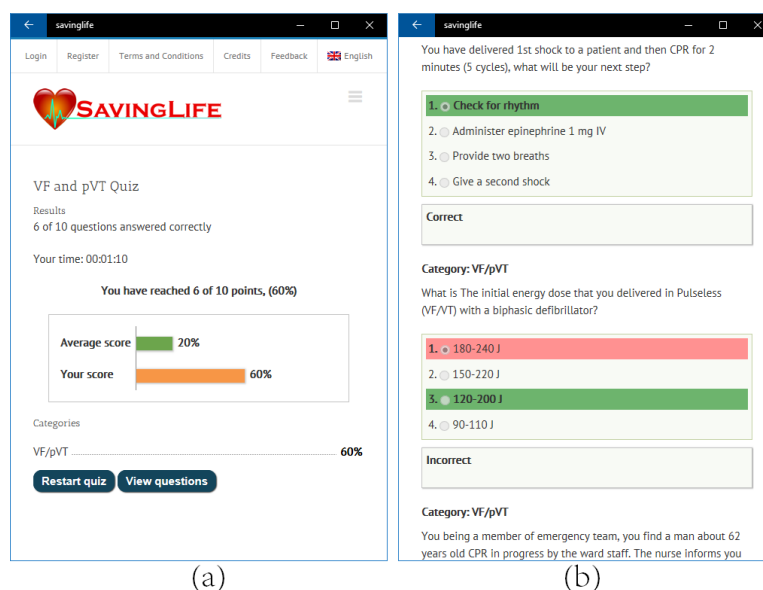 savinglife
Login Register Terms and Conditions Credits Feedback English
SAVINGLIFE
VF and pVT Quiz
Results
6 of 10 questions answered correctly
Your time: 00:01:10
You have reached 6 of 10 points, (60%)
Average score 20%
Your score 60%
Categories
VF/pVT 60%
Restart quiz View questions
(a)
savinglife
You have delivered 1st shock to a patient and then CPR for 2
minutes (5 cycles), what will be your next step?
1. Check for rhythm
2. Administer epinephrine 1 mg IV
3. Provide two breaths
4. Give a second shock
Correct
Category: VF/pVT
What is The initial energy dose that you delivered in Pulseless
(VF/VT) with a biphasic defibrillator?
1. 180-240 J
2. 150-220 J
3. 120-200 J
4. 90-110 J
Incorrect
Category: VF/pVT
You being a member of emergency team, you find a man about 62
years old CPR in progress by the ward staff. The nurse informs you
(b)